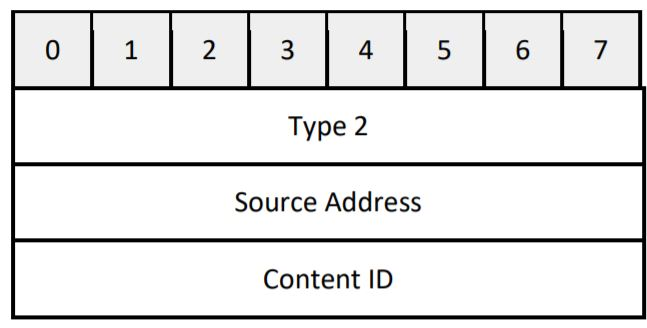 0 1 2 3 4 5 6 7
Type 2
Source Address
Content ID